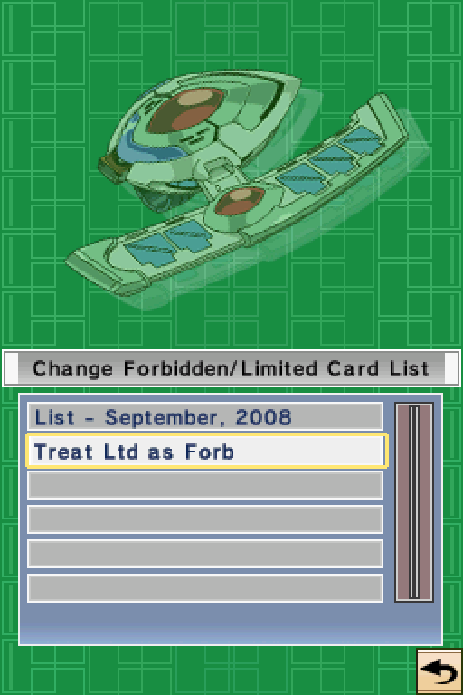 Change Forbidden/Limited Card List
List - September, 2008
Treat Ltd as Forb